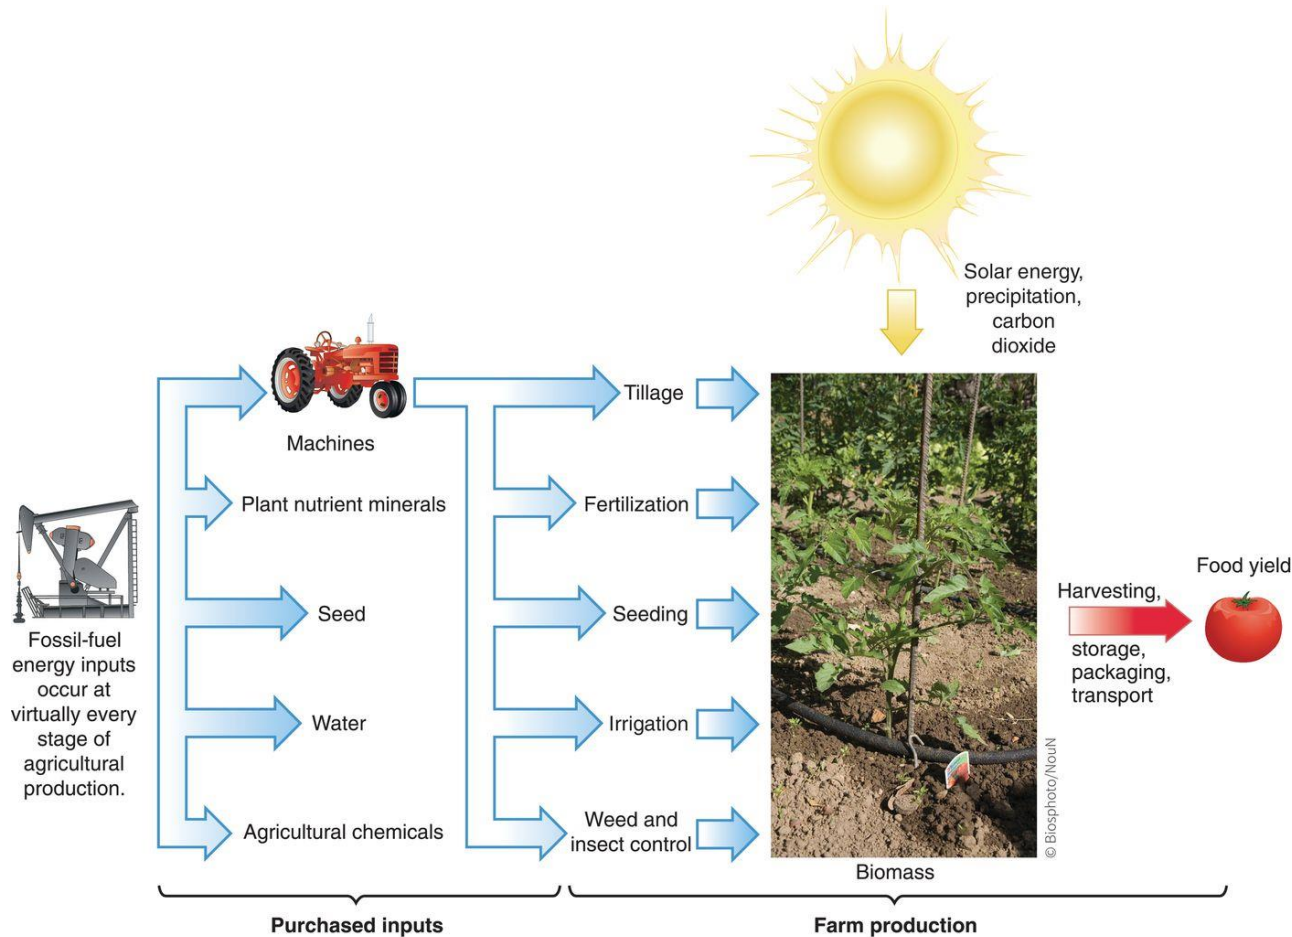 Solar energy,
precipitation,
carbon
dioxide
Machines
Tillage
Plant nutrient minerals
Fertilization
Fossil-fuel
energy inputs
occur at
virtually every
stage of
agricultural
production.
Seed
Seeding
Water
Irrigation
Agricultural chemicals
Weed and
insect control
Harvesting,
storage,
packaging,
transport
Food yield
© Biosphoto/NouN
Biomass
Purchased inputs
Farm production